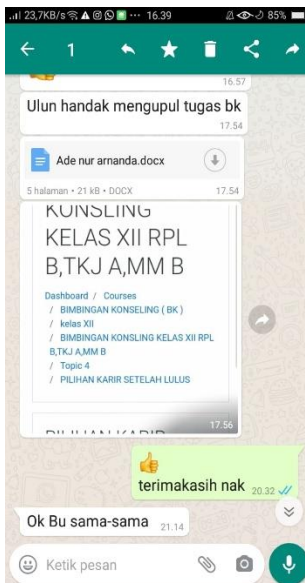 23,7KB/s ... 16.39 85%
1
16.57
Ulun handak mengupul tugas bk
17.54
Ade nur arnanda.docx
5 halaman • 21 kB • DOCX 17.54
KONSLING
KELAS XII RPL
B,TKJ A,MM B
Dashboard / Courses
/ BIMBINGAN KONSELING ( BK )
/ kelas XII
/ BIMBINGAN KONSLING KELAS XII RPL
B,TKJ A,MM B
/ Topic 4
/ PILIHAN KARIR SETELAH LULUS
PILIHAN KARIR
17.56
terimakasih nak 20.32
Ok Bu sama-sama 21.14
Ketik pesan